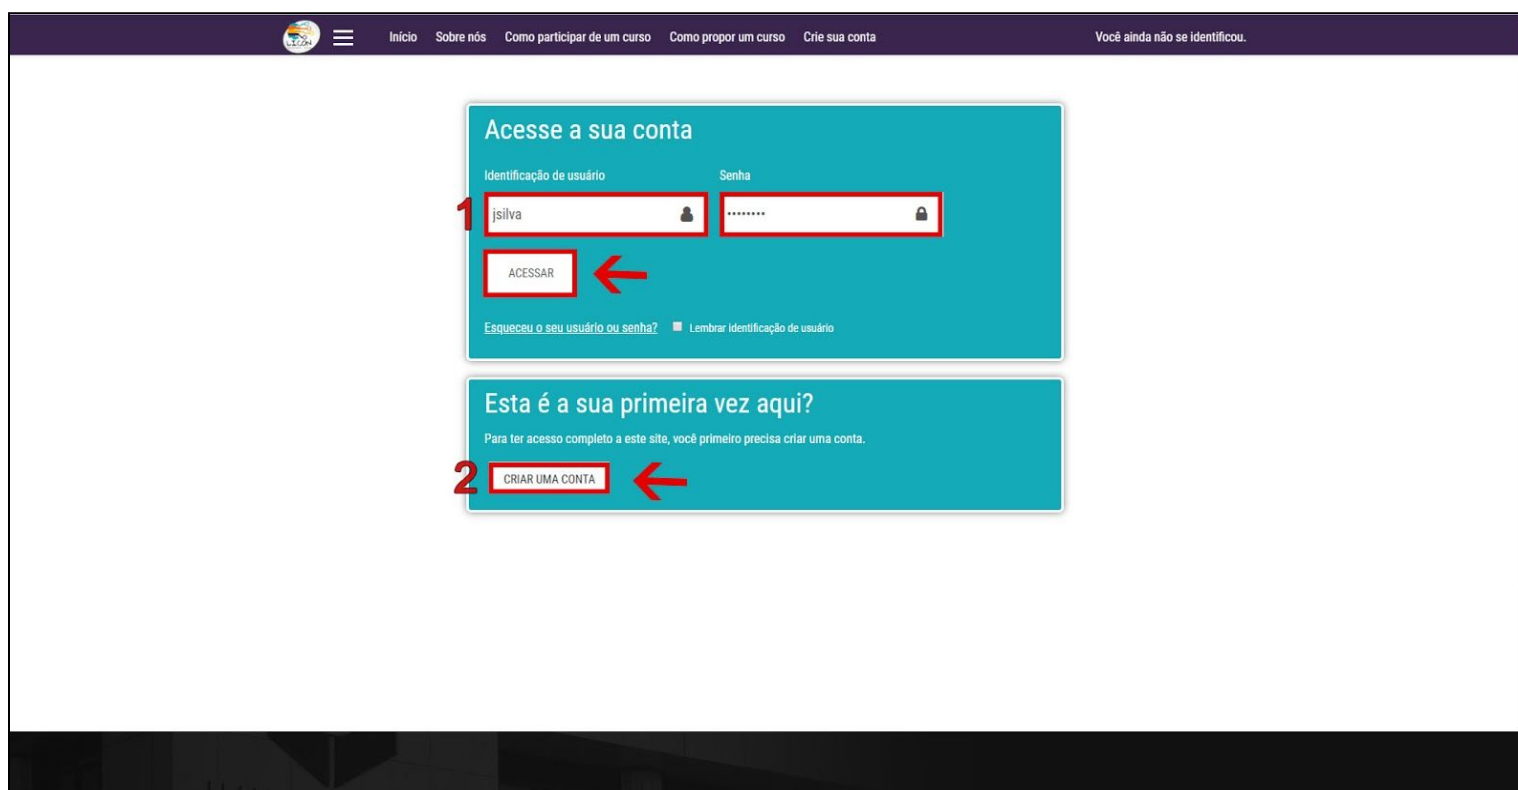 LICÓN Início Sobre nós Como participar de um curso Como propor um curso Crie sua conta Você ainda não se identificou.
Acesse a sua conta
Identificação de usuário Senha
1 jsilva ••••••••
ACESSAR
Esqueceu o seu usuário ou senha? Lembrar identificação de usuário
Esta é a sua primeira vez aqui?
Para ter acesso completo a este site, você primeiro precisa criar uma conta.
2 CRIAR UMA CONTA